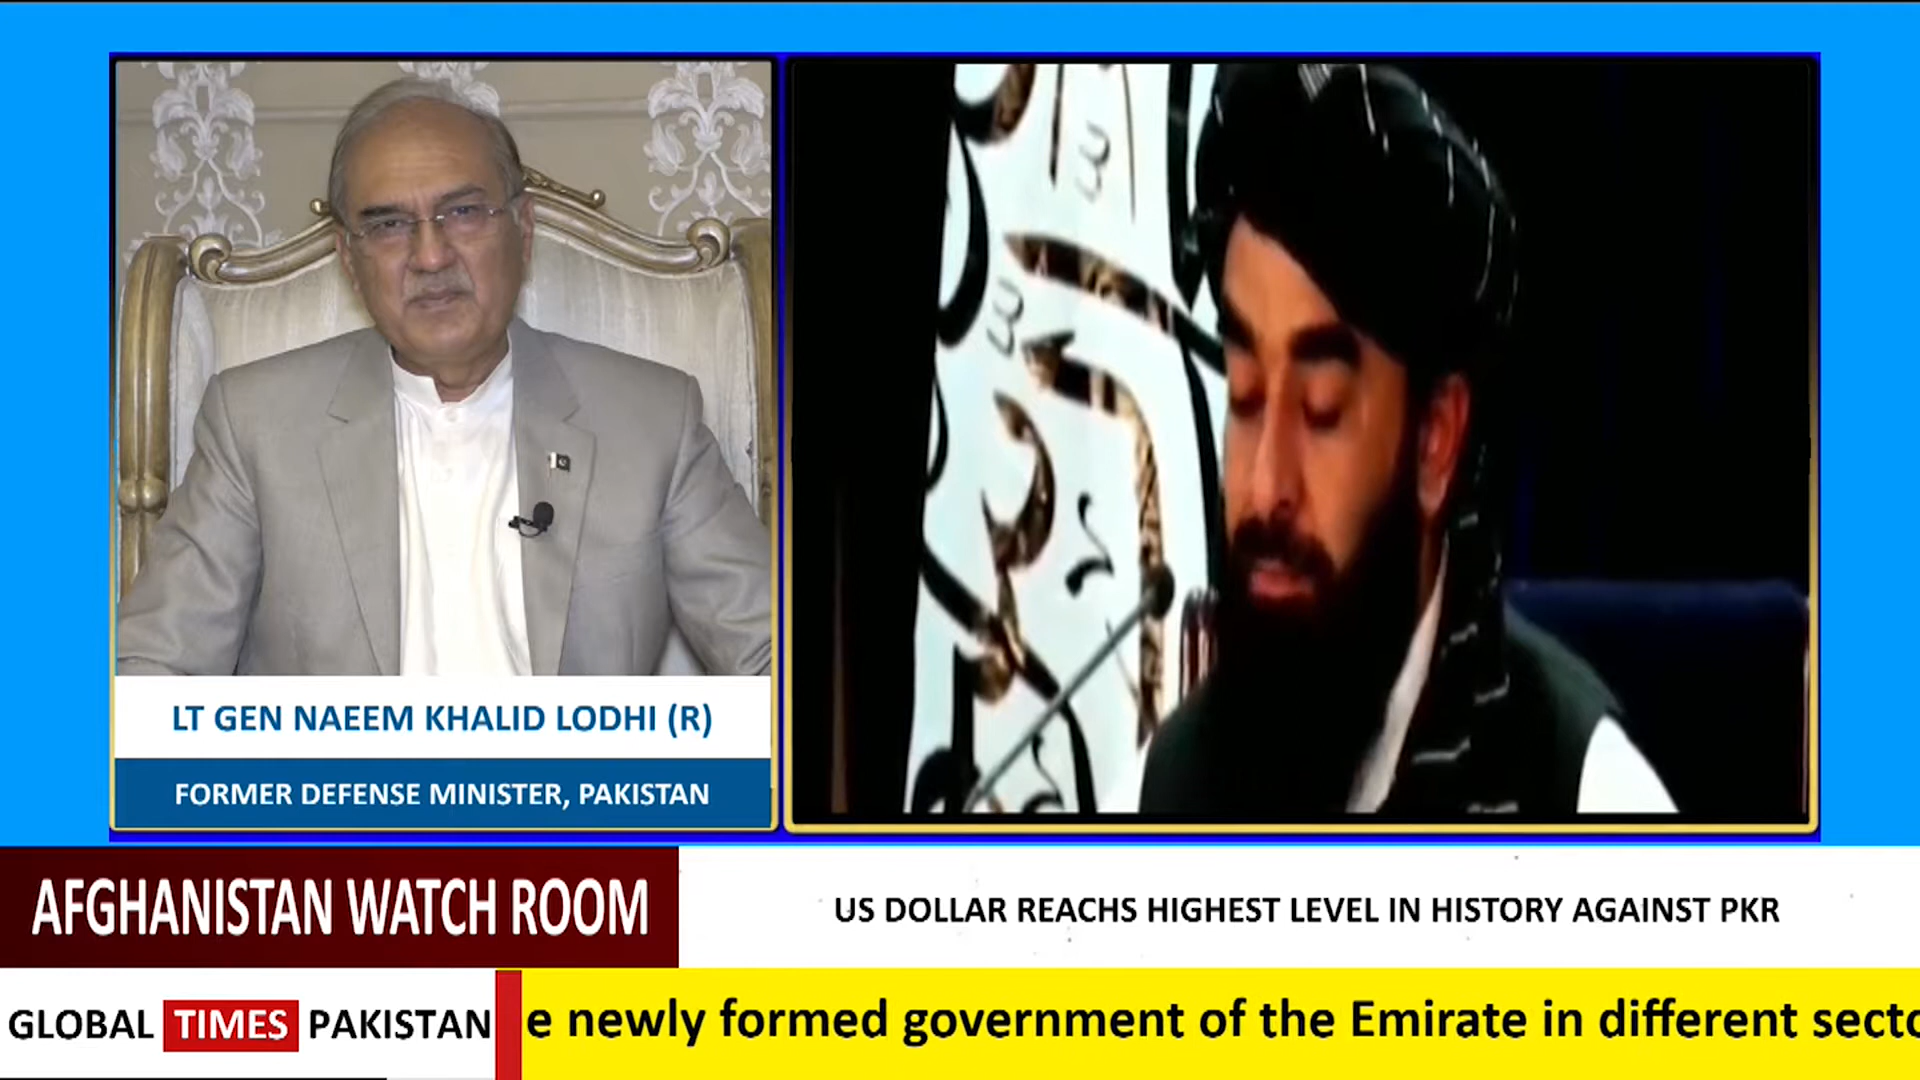 LT GEN NAEEM KHALID LODHI (R)
FORMER DEFENSE MINISTER, PAKISTAN
AFGHANISTAN WATCH ROOM
US DOLLAR REACHS HIGHEST LEVEL IN HISTORY AGAINST PKR
GLOBAL TIMES PAKISTAN
e newly formed government of the Emirate in different secto